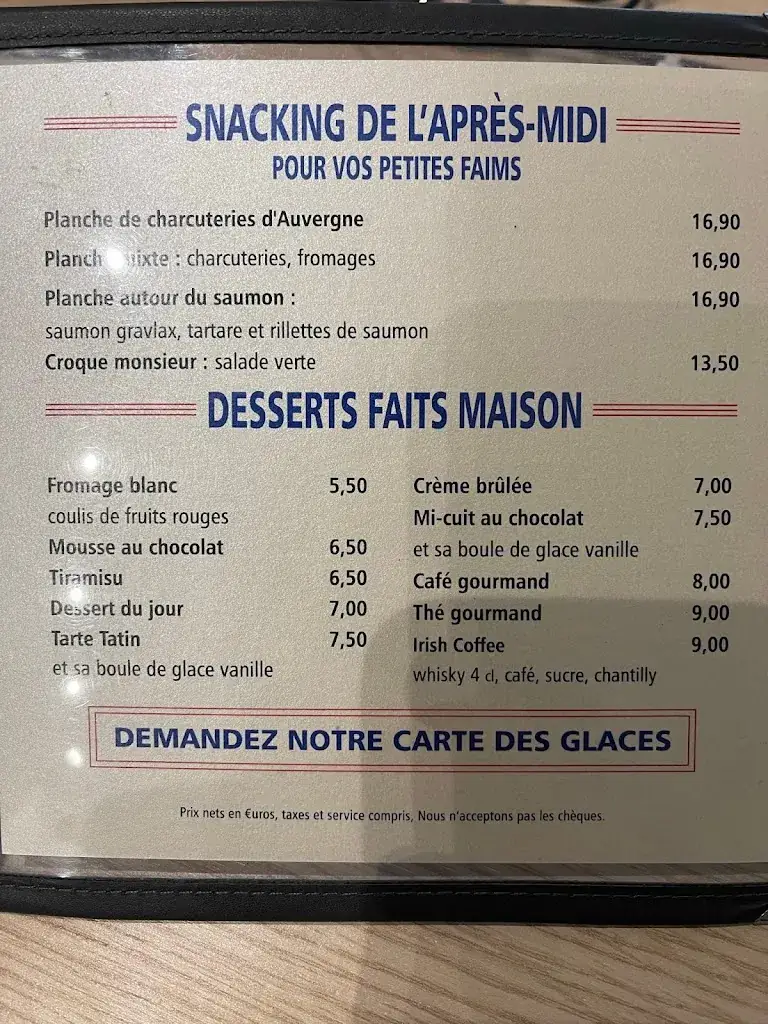 SNACKING DE L'APRÈS-MIDI
POUR VOS PETITES FAIMS
Planche de charcuteries d'Auvergne 16,90
: charcuteries, fromages 16,90
Planche autour du saumon : 16,90
saumon gravlax, tartare et rillettes de saumon
Croque monsieur : salade verte 13,50
DESSERTS FAITS MAISON
Fromage blanc 5,50
coulis de fruits rouges
Mousse au chocolat 6,50
Tiramisu 6,50
Dessert du jour 7,00
Tarte Tatin 7,50
et sa boule de glace vanille
Crème brûlée 7,00
Mi-cuit au chocolat 7,50
et sa boule de glace vanille
Café gourmand 8,00
Thé gourmand 9,00
Irish Coffee 9,00
whisky 4 cl, café, sucre, chantilly
DEMANDEZ NOTRE CARTE DES GLACES
Prix nets en €uros, taxes et service compris, Nous n'acceptons pas les chèques.